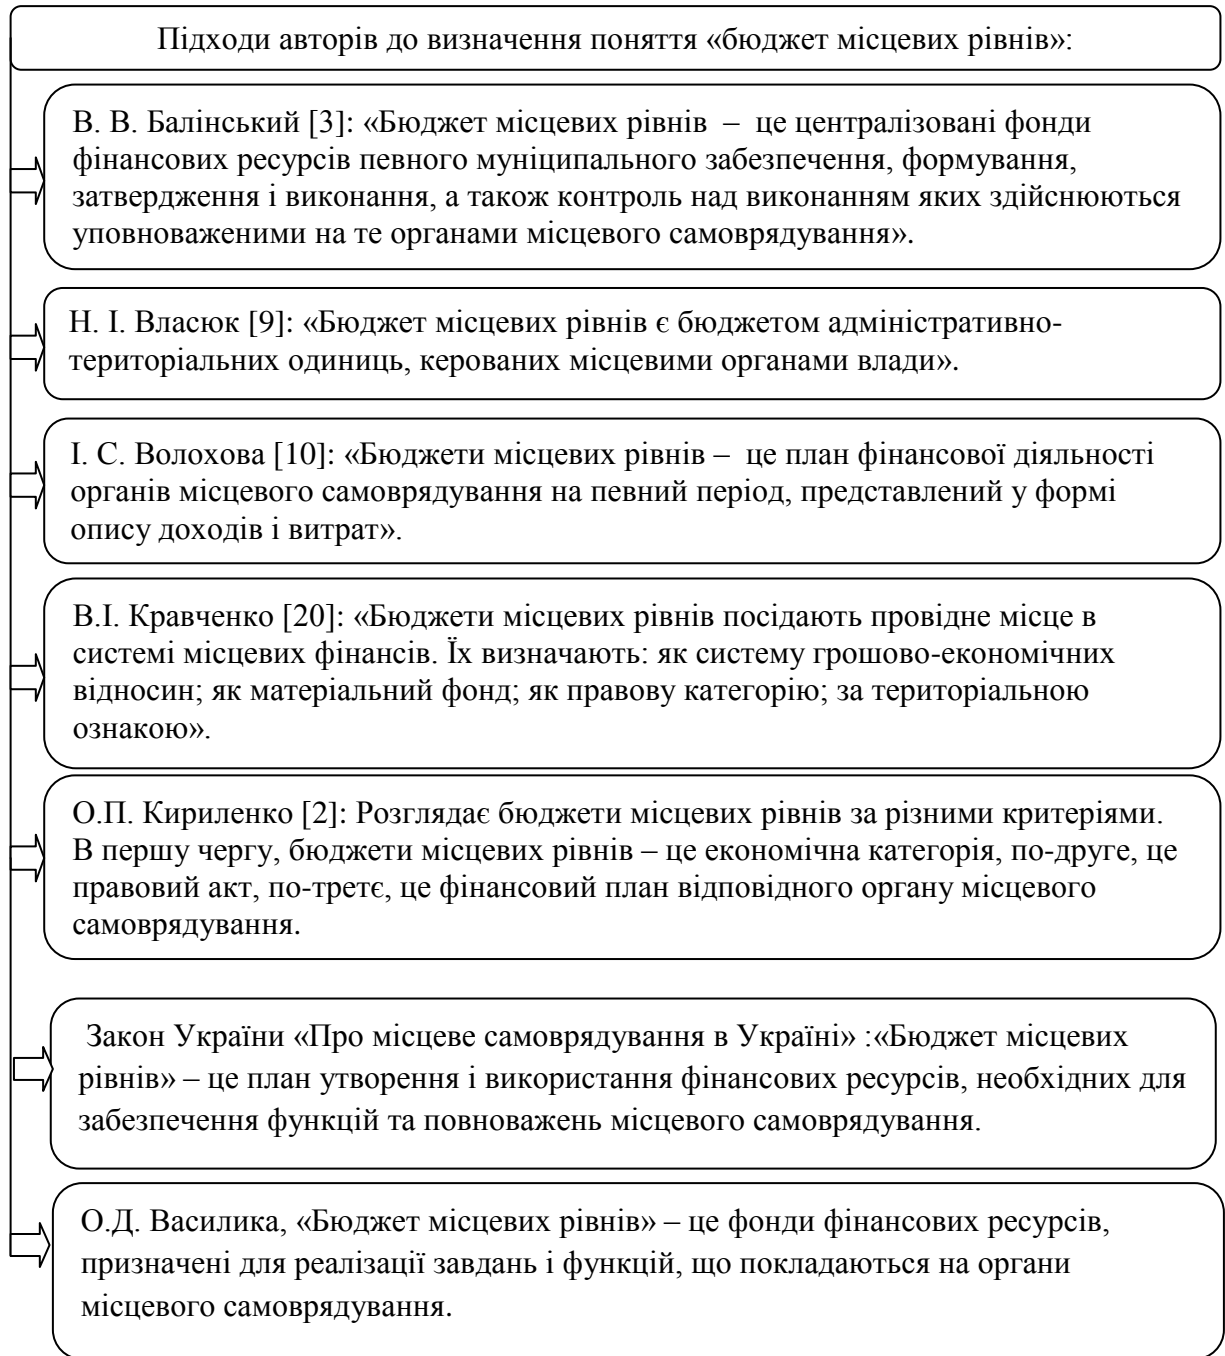 Підходи авторів до визначення поняття «бюджет місцевих рівнів»:
В. В. Балінський [3]: «Бюджет місцевих рівнів – це централізовані фонди
фінансових ресурсів певного муніципального забезпечення, формування,
затвердження і виконання, а також контроль над виконанням яких здійснюються
уповноваженими на те органами місцевого самоврядування».
Н. І. Власюк [9]: «Бюджет місцевих рівнів є бюджетом адміністративно-
територіальних одиниць, керованих місцевими органами влади».
І. С. Волохова [10]: «Бюджети місцевих рівнів – це план фінансової діяльності
органів місцевого самоврядування на певний період, представлений у формі
опису доходів і витрат».
В.І. Кравченко [20]: «Бюджети місцевих рівнів посідають провідне місце в
системі місцевих фінансів. Їх визначають: як систему грошово-економічних
відносин; як матеріальний фонд; як правову категорію; за територіальною
ознакою».
О.П. Кириленко [2]: Розглядає бюджети місцевих рівнів за різними критеріями.
В першу чергу, бюджети місцевих рівнів – це економічна категорія, по-друге, це
правовий акт, по-третє, це фінансовий план відповідного органу місцевого
самоврядування.
Закон України «Про місцеве самоврядування в Україні» :«Бюджет місцевих
рівнів» – це план утворення і використання фінансових ресурсів, необхідних для
забезпечення функцій та повноважень місцевого самоврядування.
О.Д. Василика, «Бюджет місцевих рівнів» – це фонди фінансових ресурсів,
призначені для реалізації завдань і функцій, що покладаються на органи
місцевого самоврядування.